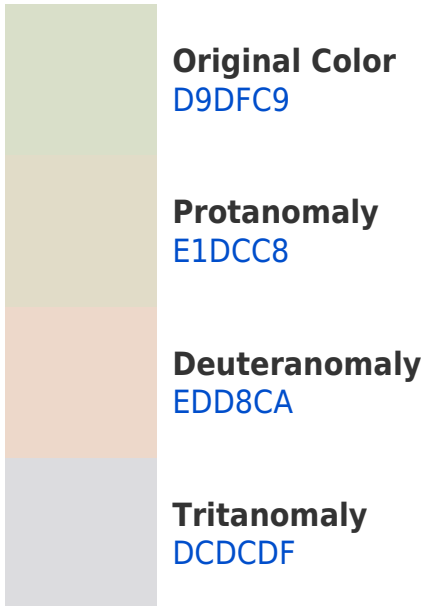 Original Color
D9DFC9
Protanomaly
E1DCC8
Deuteranomaly
EDD8CA
Tritanomaly
DCDCDF